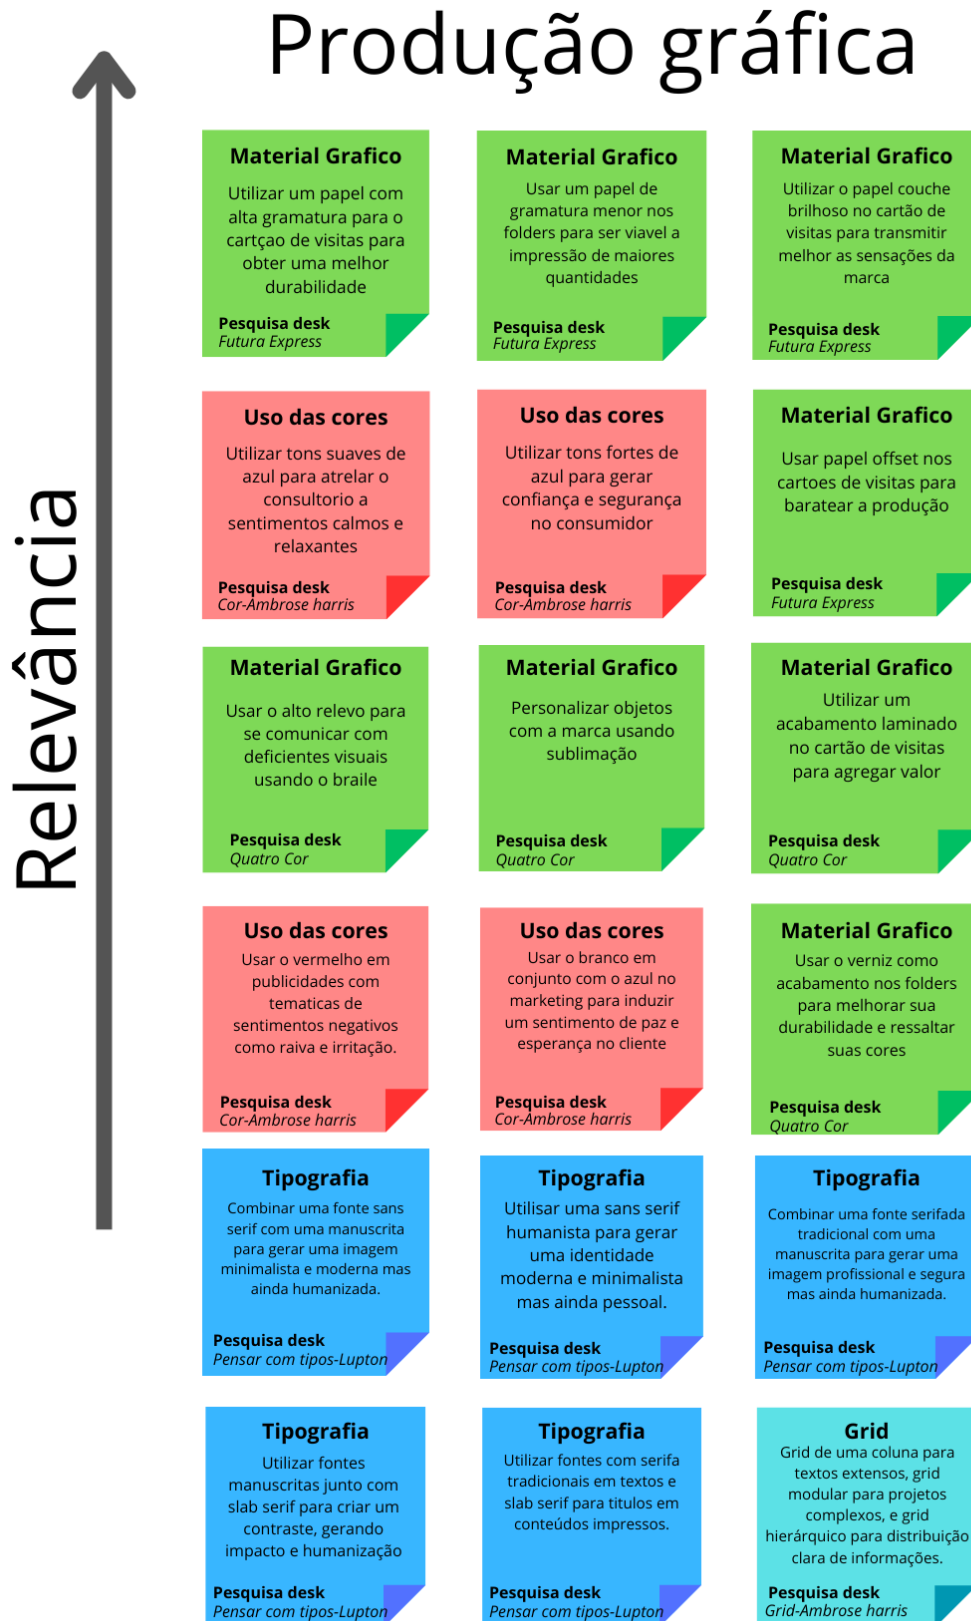 Produção gráfica
Relevância
Material Grafico
Utilizar um papel com
alta gramatura para o
cartçao de visitas para
obter uma melhor
durabilidade
Pesquisa desk
Futura Express
Material Grafico
Usar um papel de
gramatura menor nos
folders para ser viavel a
impressão de maiores
quantidades
Pesquisa desk
Futura Express
Material Grafico
Utilizar o papel couche
brilhoso no cartão de
visitas para transmitir
melhor as sensações da
marca
Pesquisa desk
Futura Express
Uso das cores
Utilizar tons suaves de
azul para atrelar o
consultorio a
sentimentos calmos e
relaxantes
Pesquisa desk
Cor-Ambrose harris
Uso das cores
Utilizar tons fortes de
azul para gerar
confiança e segurança
no consumidor
Pesquisa desk
Cor-Ambrose harris
Material Grafico
Usar papel offset nos
cartoes de visitas para
baratear a produção
Pesquisa desk
Futura Express
Material Grafico
Usar o alto relevo para
se comunicar com
deficientes visuais
usando o braile
Pesquisa desk
Quatro Cor
Material Grafico
Personalizar objetos
com a marca usando
sublimação
Pesquisa desk
Quatro Cor
Material Grafico
Utilizar um
acabamento laminado
no cartão de visitas
para agregar valor
Pesquisa desk
Quatro Cor
Uso das cores
Usar o vermelho em
publicidades com
tematicas de
sentimentos negativos
como raiva e irritação.
Pesquisa desk
Cor-Ambrose harris
Uso das cores
Usar o branco em
conjunto com o azul no
marketing para induzir
um sentimento de paz e
esperança no cliente
Pesquisa desk
Cor-Ambrose harris
Material Grafico
Usar o verniz como
acabamento nos folders
para melhorar sua
durabilidade e ressaltar
suas cores
Pesquisa desk
Quatro Cor
Tipografia
Combinar uma fonte sans
serif com uma manuscrita
para gerar uma imagem
minimalista e moderna mas
ainda humanizada.
Pesquisa desk
Pensar com tipos-Lupton
Tipografia
Utilisar uma sans serif
humanista para gerar
uma identidade
moderna e minimalista
mas ainda pessoal.
Pesquisa desk
Pensar com tipos-Lupton
Tipografia
Combinar uma fonte serifada
tradicional com uma
manuscrita para gerar uma
imagem profissional e segura
mas ainda humanizada.
Pesquisa desk
Pensar com tipos-Lupton
Tipografia
Utilizar fontes
manuscritas junto com
slab serif para criar um
contraste, gerando
impacto e humanização
Pesquisa desk
Pensar com tipos-Lupton
Tipografia
Utilizar fontes com serifa
tradicionais em textos e
slab serif para titulos em
conteúdos impressos.
Pesquisa desk
Pensar com tipos-Lupton
Grid
Grid de uma coluna para
textos extensos, grid
modular para projetos
complexos, e grid
hierárquico para distribuição
clara de informações.
Pesquisa desk
Grid-Ambrose harris